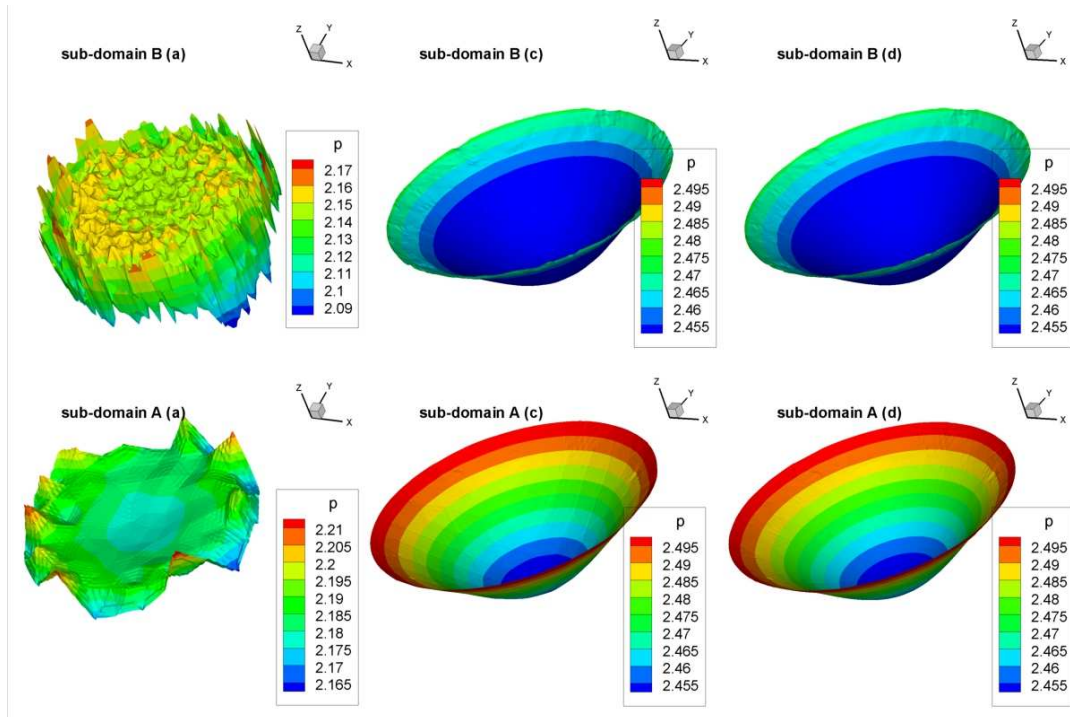 sub-domain B (a)
Z
Y
X
p
2.17
2.16
2.15
2.14
2.13
2.12
2.11
2.1
2.09
sub-domain B (c)
Z
Y
X
p
2.495
2.49
2.485
2.48
2.475
2.47
2.465
2.46
2.455
sub-domain B (d)
Z
Y
X
p
2.495
2.49
2.485
2.48
2.475
2.47
2.465
2.46
2.455
sub-domain A (a)
Z
Y
X
p
2.21
2.205
2.2
2.195
2.19
2.185
2.18
2.175
2.17
2.165
sub-domain A (c)
Z
Y
X
p
2.495
2.49
2.485
2.48
2.475
2.47
2.465
2.46
2.455
sub-domain A (d)
Z
Y
X
p
2.495
2.49
2.485
2.48
2.475
2.47
2.465
2.46
2.455